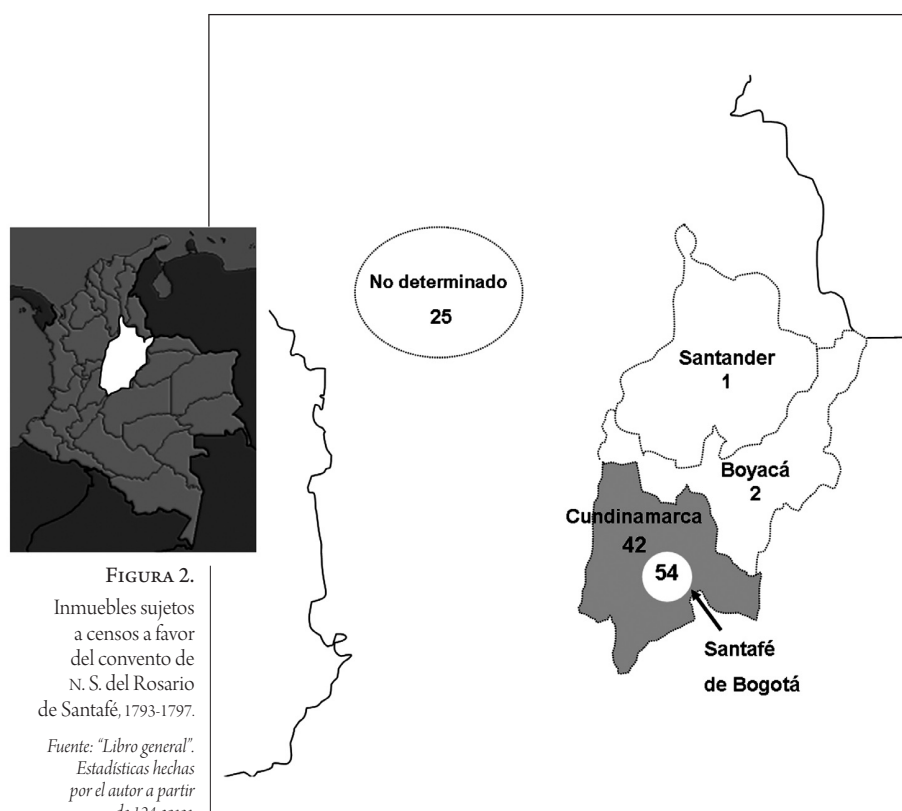 No determinado
25
Santander
1
Boyacá
2
Cundinamarca
42
54
Santafé
de Bogotá
FIGURA 2.
Inmuebles sujetos
a censos a favor
del convento de
N. S. del Rosario
de Santafé, 1793-1797.
Fuente: "Libro general".
Estadísticas hechas
por el autor a partir